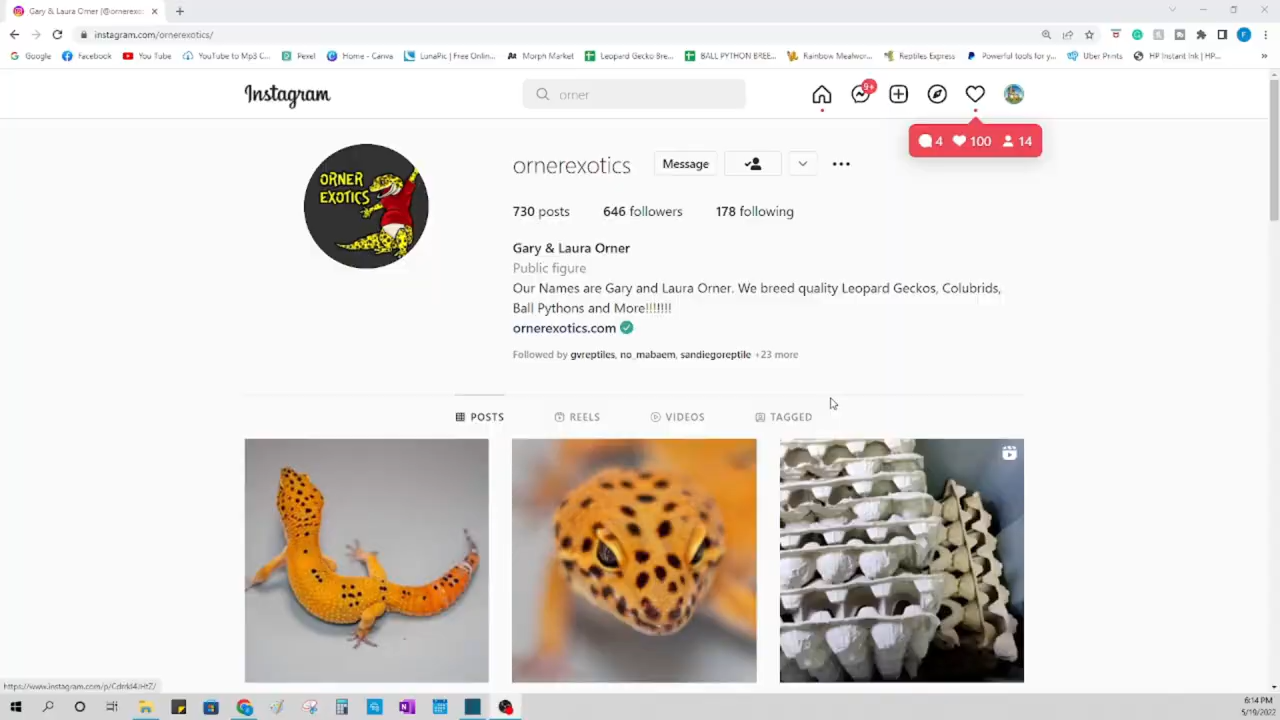 Gary & Laura Orner (@ornerexo
instagram.com/ornerexotics/
Google Facebook You Tube YouTube to Mp3 C... Pexel Home - Canva LunaPic | Free Onlin... Morph Market Leopard Gecko Bre... BALL PYTHON BREE... Rainbow Mealwor... Reptiles Express Powerful tools for y... Uber Prints HP Instant Ink | HP... »
Instagram
orner
9+
4 100 14
ORNER
EXOTICS
ornerexotics Message
730 posts 646 followers 178 following
Gary & Laura Orner
Public figure
Our Names are Gary and Laura Orner. We breed quality Leopard Geckos, Colubrids,
Ball Pythons and More!!!!!!!
ornerexotics.com
Followed by gvreptiles, no_mabaem, sandiegoreptile +23 more
POSTS REELS VIDEOS TAGGED
6:14 PM
5/19/2022